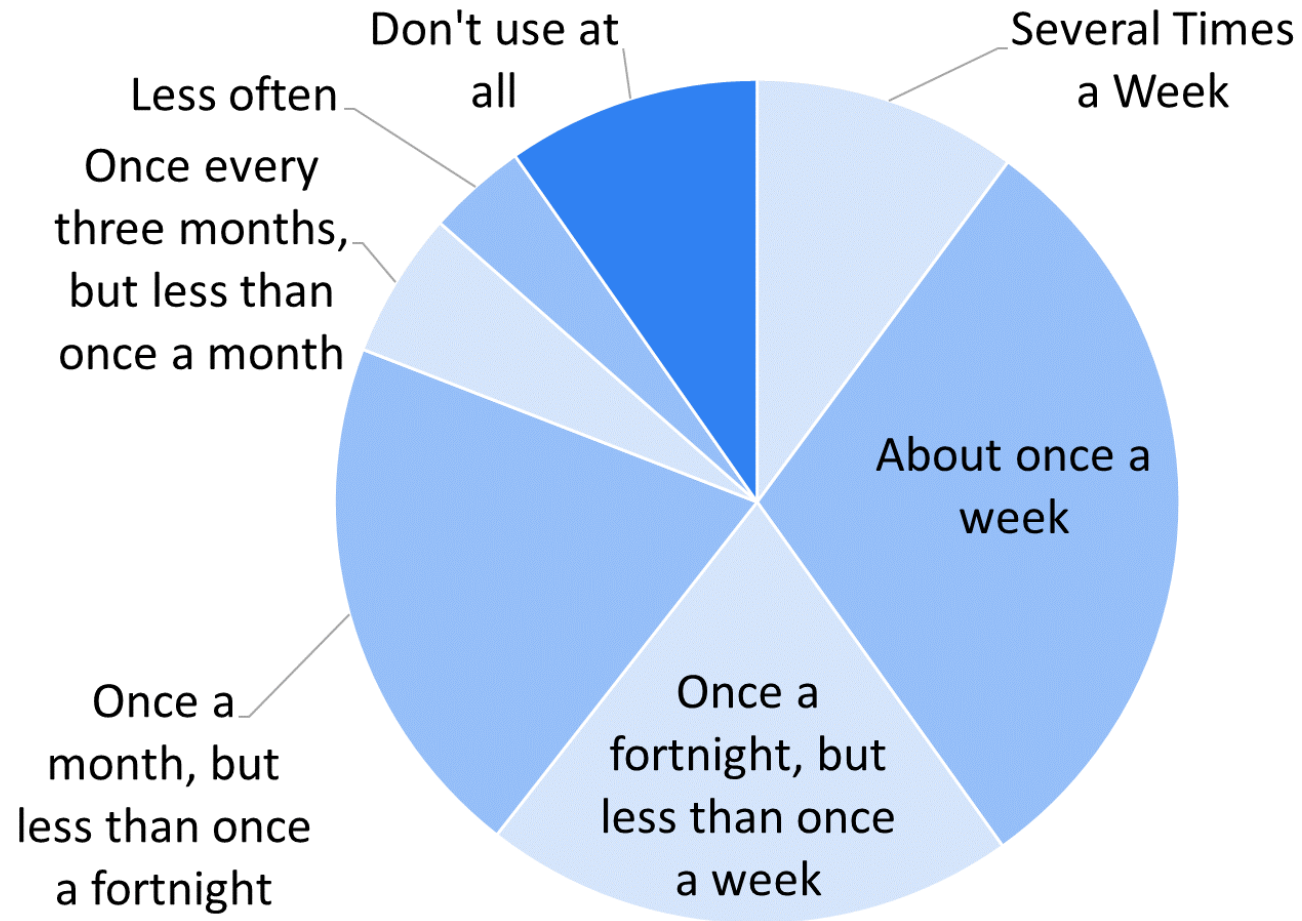 Don't use at
all
Several Times
a Week
Less often
Once every
three months,
but less than
once a month
About once a
week
Once a
fortnight, but
less than once
a week
Once a
month, but
less than once
a fortnight